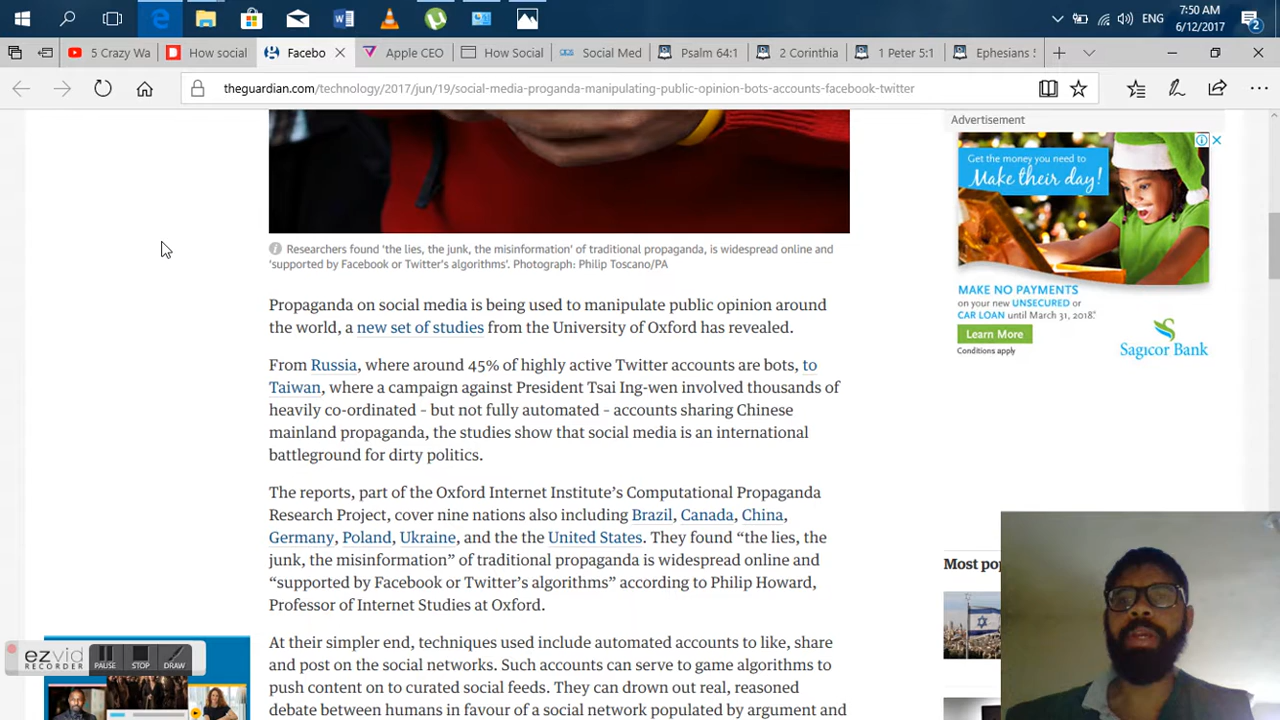 ENG
7:50 AM
6/12/2017
2
5 Crazy Wa
How social
Facebo
Apple CEO
How Social
Social Med
Psalm 64:1
2 Corinthia
1 Peter 5:1
Ephesians 5
theguardian.com/technology/2017/jun/19/social-media-proganda-manipulating-public-opinion-bots-accounts-facebook-twitter
Researchers found 'the lies, the junk, the misinformation' of traditional propaganda, is widespread online and
'supported by Facebook or Twitter's algorithms'. Photograph: Philip Toscano/PA
Propaganda on social media is being used to manipulate public opinion around
the world, a new set of studies from the University of Oxford has revealed.
From Russia, where around 45% of highly active Twitter accounts are bots, to
Taiwan, where a campaign against President Tsai Ing-wen involved thousands of
heavily co-ordinated – but not fully automated – accounts sharing Chinese
mainland propaganda, the studies show that social media is an international
battleground for dirty politics.
The reports, part of the Oxford Internet Institute's Computational Propaganda
Research Project, cover nine nations also including Brazil, Canada, China,
Germany, Poland, Ukraine, and the the United States. They found “the lies, the
junk, the misinformation” of traditional propaganda is widespread online and
“supported by Facebook or Twitter's algorithms” according to Philip Howard,
Professor of Internet Studies at Oxford.
At their simpler end, techniques used include automated accounts to like, share
and post on the social networks. Such accounts can serve to game algorithms to
push content on to curated social feeds. They can drown out real, reasoned
debate between humans in favour of a social network populated by argument and
Advertisement
Get the money you need to
Make their day!
MAKE NO PAYMENTS
on your new UNSECURED or
CAR LOAN until March 31, 2018.*
Learn More
Conditions apply
Sagicor Bank
Most pop
ezvid
RECORDER
PAUSE
STOP
DRAW